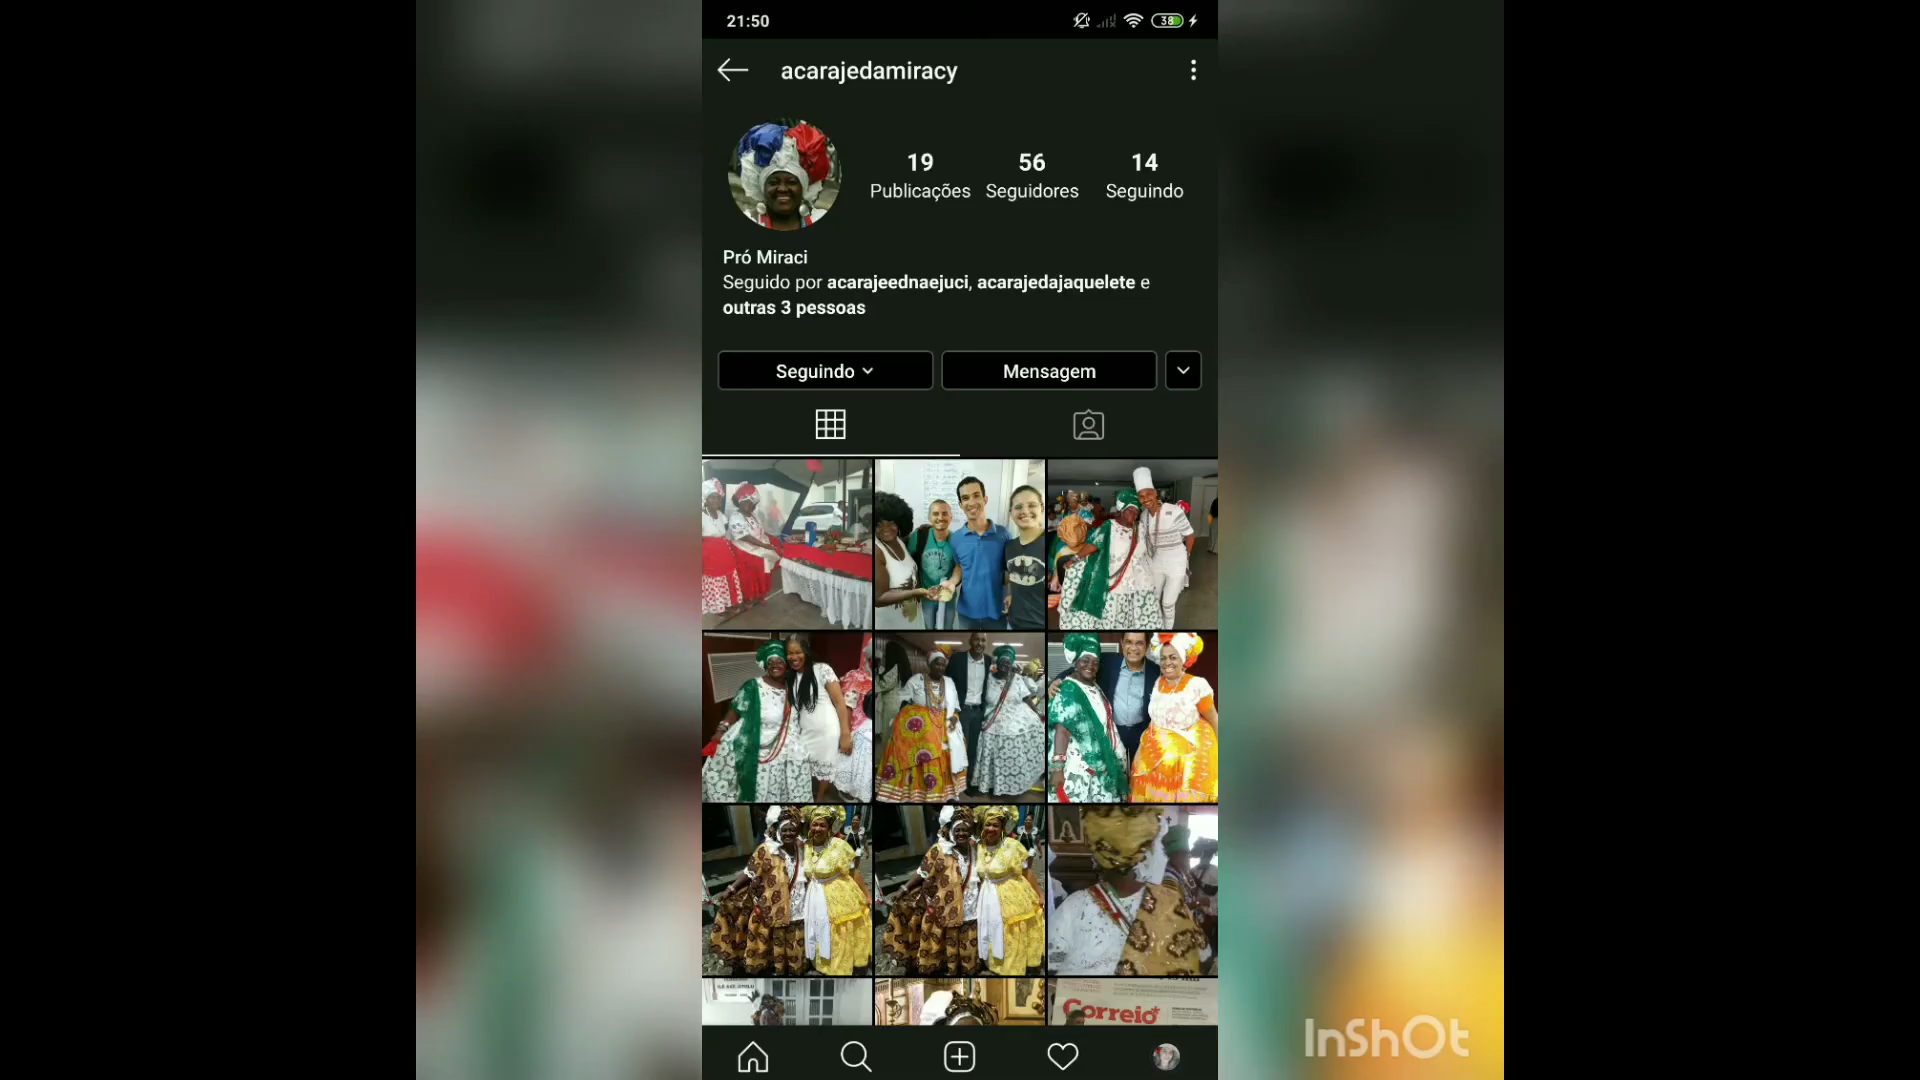 21:50
38
acarajedamiracy
19 56 14
Publicações Seguidores Seguindo
Pró Miraci
Seguido por acarajeednaejuci, acarajedajaquelete e
outras 3 pessoas
Seguindo Mensagem
Correio
InShOt